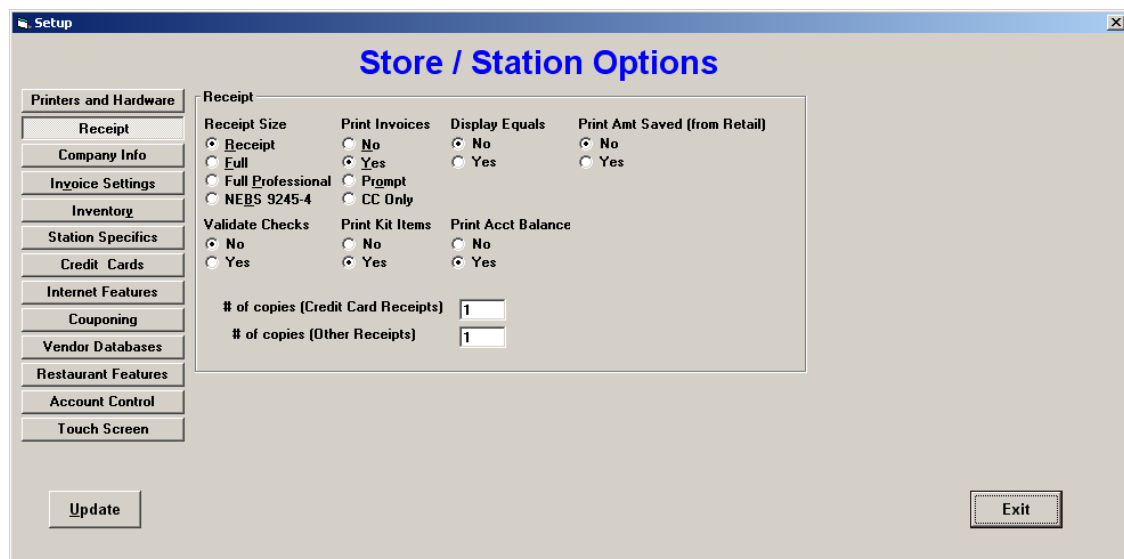 Setup
Store / Station Options
Printers and Hardware
Receipt
Company Info
Invoice Settings
Inventory
Station Specifics
Credit Cards
Internet Features
Couponing
Vendor Databases
Restaurant Features
Account Control
Touch Screen
Receipt
Receipt Size
Receipt
Full
Full Professional
NEBS 9245-4
Print Invoices
No
Yes
Prompt
CC Only
Display Equals
No
Yes
Print Amt Saved (from Retail)
No
Yes
Validate Checks
No
Yes
Print Kit Items
No
Yes
Print Acct Balance
No
Yes
# of copies (Credit Card Receipts) 1
# of copies (Other Receipts) 1
Update
Exit